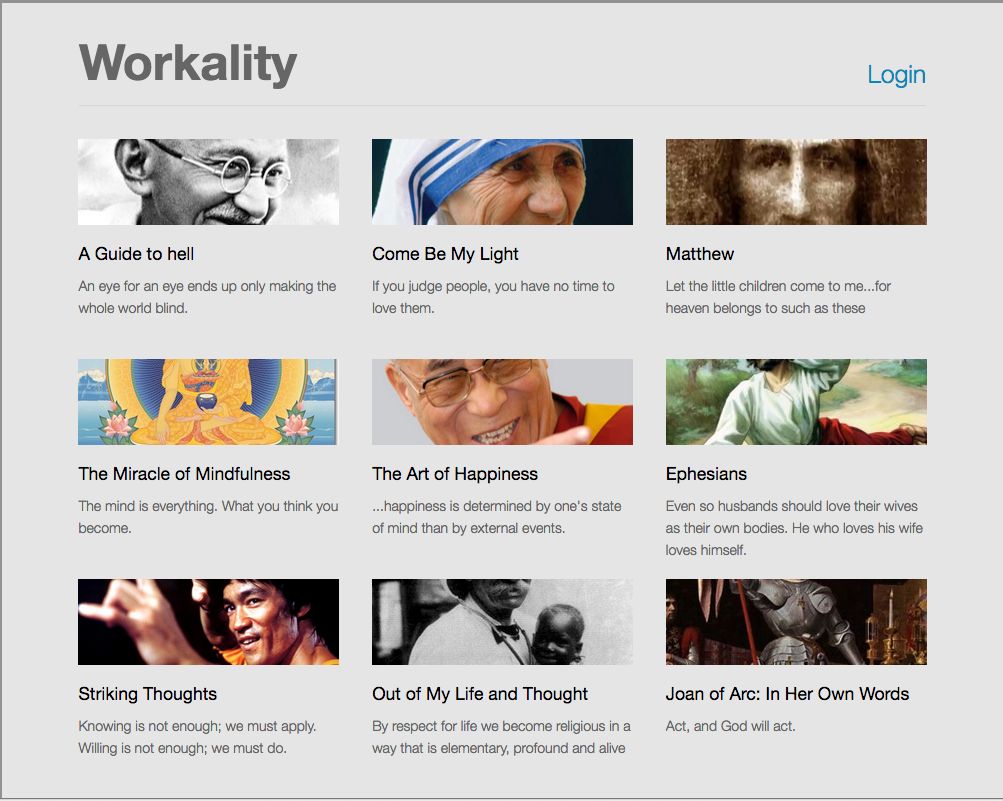 Workality
Login
A Guide to hell
An eye for an eye ends up only making the
whole world blind.
Come Be My Light
If you judge people, you have no time to
love them.
Matthew
Let the little children come to me...for
heaven belongs to such as these
The Miracle of Mindfulness
The mind is everything. What you think you
become.
The Art of Happiness
...happiness is determined by one's state
of mind than by external events.
Ephesians
Even so husbands should love their wives
as their own bodies. He who loves his wife
loves himself.
Striking Thoughts
Knowing is not enough; we must apply.
Willing is not enough; we must do.
Out of My Life and Thought
By respect for life we become religious in a
way that is elementary, profound and alive
Joan of Arc: In Her Own Words
Act, and God will act.